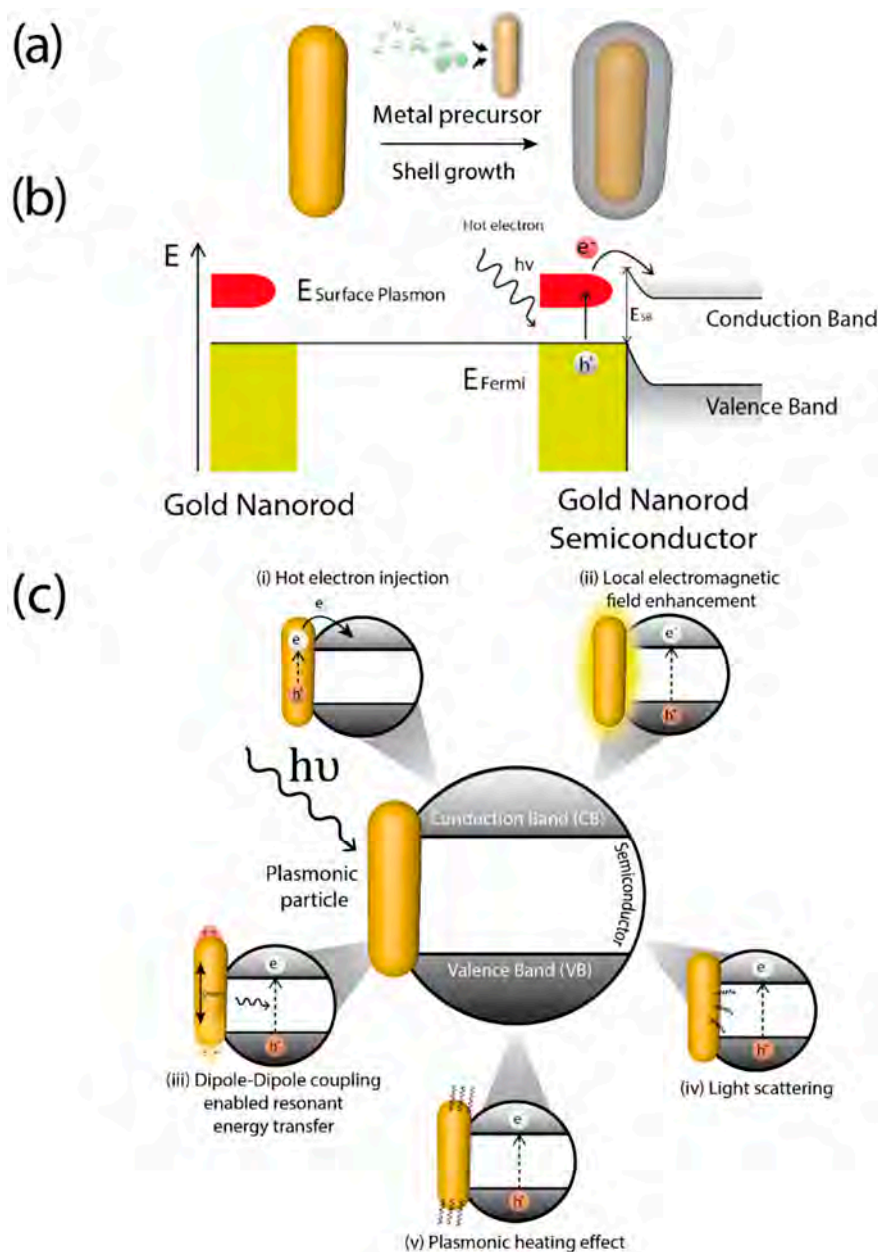 (a)
Metal precursor
Shell growth
(b)
Hot electron
E
hν
e⁻
E Surface Plasmon
E SB
Conduction Band
E Fermi
h⁺
Valence Band
Gold Nanorod
Gold Nanorod
Semiconductor
(c)
(i) Hot electron injection
e
e
h⁺
(ii) Local electromagnetic
field enhancement
e⁻
h⁺
hυ
Plasmonic
particle
Conduction Band (CB)
Semiconductor
Valence Band (VB)
e
h⁺
(iii) Dipole-Dipole coupling
enabled resonant
energy transfer
e
h⁺
(iv) Light scattering
e
h⁺
(v) Plasmonic heating effect